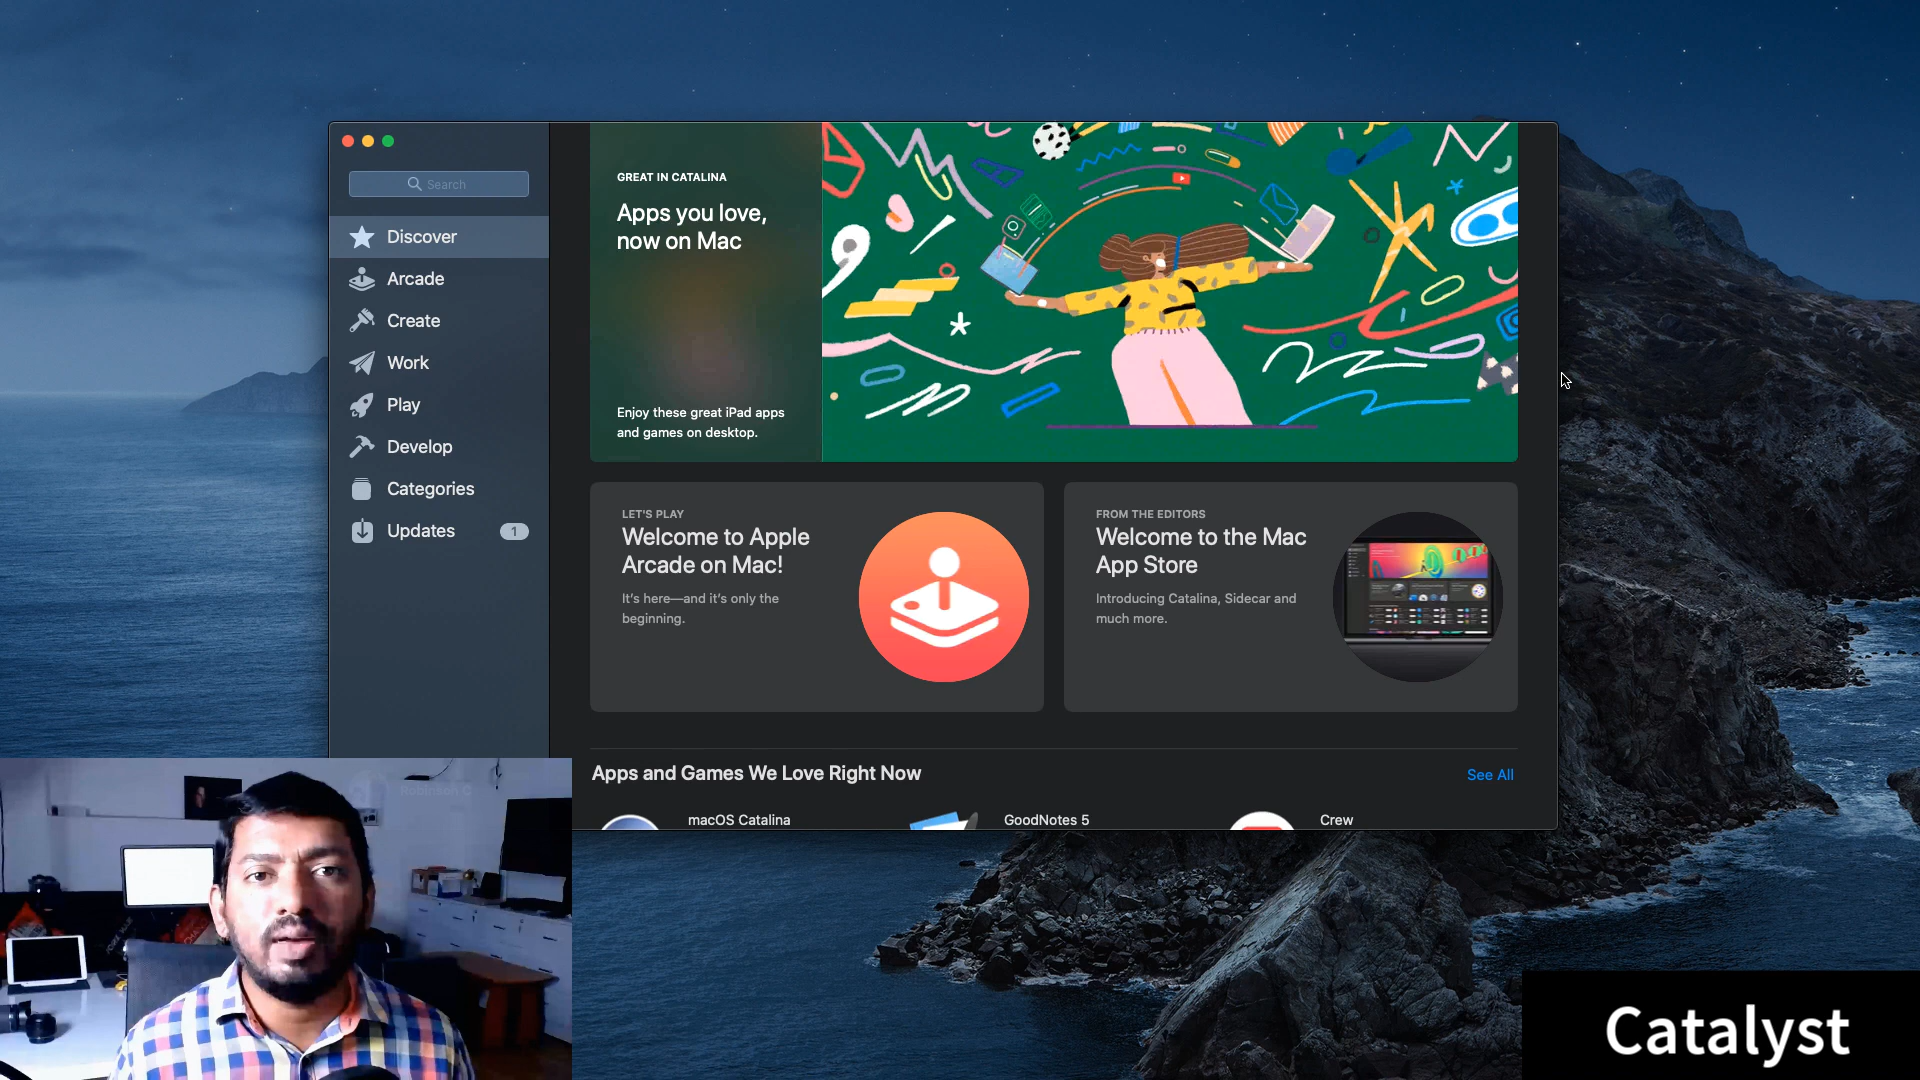 Search
Discover
Arcade
Create
Work
Play
Develop
Categories
Updates 1
GREAT IN CATALINA
Apps you love,
now on Mac
Enjoy these great iPad apps
and games on desktop.
LET'S PLAY
Welcome to Apple
Arcade on Mac!
It's here—and it's only the
beginning.
FROM THE EDITORS
Welcome to the Mac
App Store
Introducing Catalina, Sidecar and
much more.
Apps and Games We Love Right Now
See All
macOS Catalina
GoodNotes 5
Crew
Robinson C
Catalyst